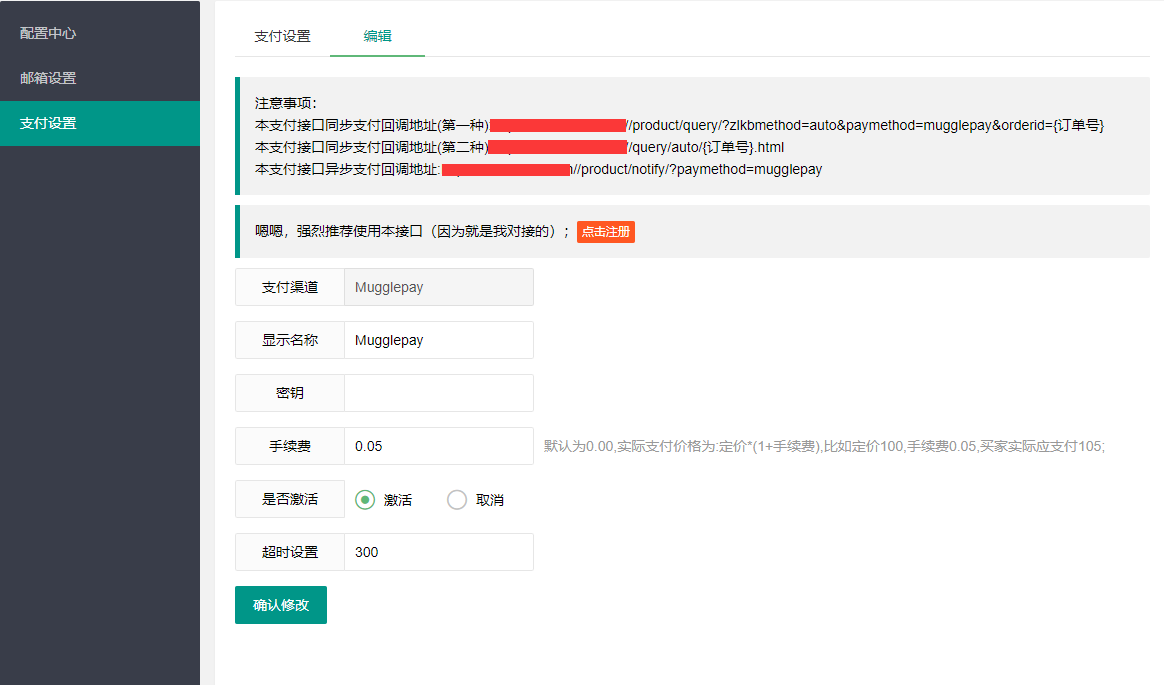 配置中心
邮箱设置
支付设置
支付设置
编辑
注意事项:
本支付接口同步支付回调地址(第一种)//product/query/?zlkbmethod=auto&paymethod=mugglepay&orderid={订单号}
本支付接口同步支付回调地址(第二种)/query/auto/{订单号}.html
本支付接口异步支付回调地址://product/notify/?paymethod=mugglepay
嗯嗯，强烈推荐使用本接口（因为就是我对接的）； 点击注册
支付渠道 Mugglepay
显示名称 Mugglepay
密钥
手续费 0.05 默认为0.00,实际支付价格为:定价*(1+手续费),比如定价100,手续费0.05,买家实际应支付105;
是否激活 激活 取消
超时设置 300
确认修改